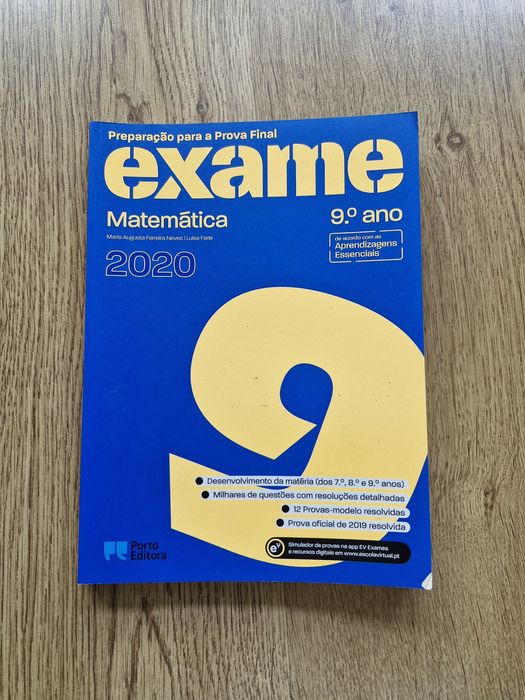 Preparação para a Prova Final
exame
Matemática
9.º ano
Maria Augusta Ferreira Neves | Luísa Faria
de acordo com as
Aprendizagens
Essenciais
2020
9
Desenvolvimento da matéria (dos 7.º, 8.º e 9.º anos)
Milhares de questões com resoluções detalhadas
12 Provas-modelo resolvidas
Prova oficial de 2019 resolvida
Porto
Editora
eV
Simulador de provas na app EV Exames
e recursos digitais em www.escolavirtual.pt